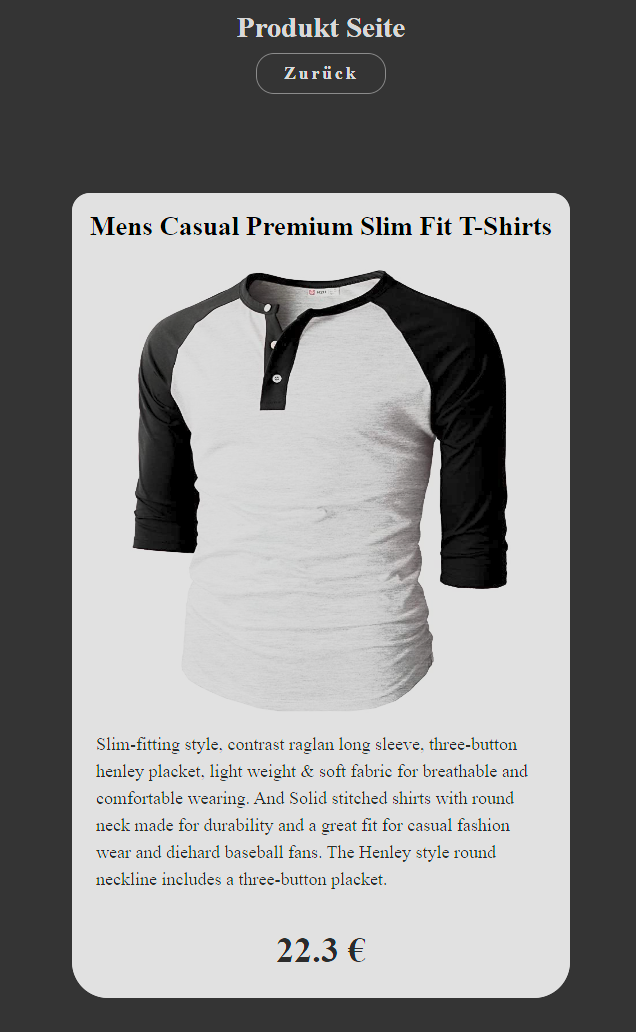 Produkt Seite
Zurück
Mens Casual Premium Slim Fit T-Shirts
Slim-fitting style, contrast raglan long sleeve, three-button
henley placket, light weight & soft fabric for breathable and
comfortable wearing. And Solid stitched shirts with round
neck made for durability and a great fit for casual fashion
wear and diehard baseball fans. The Henley style round
neckline includes a three-button placket.
22.3 €